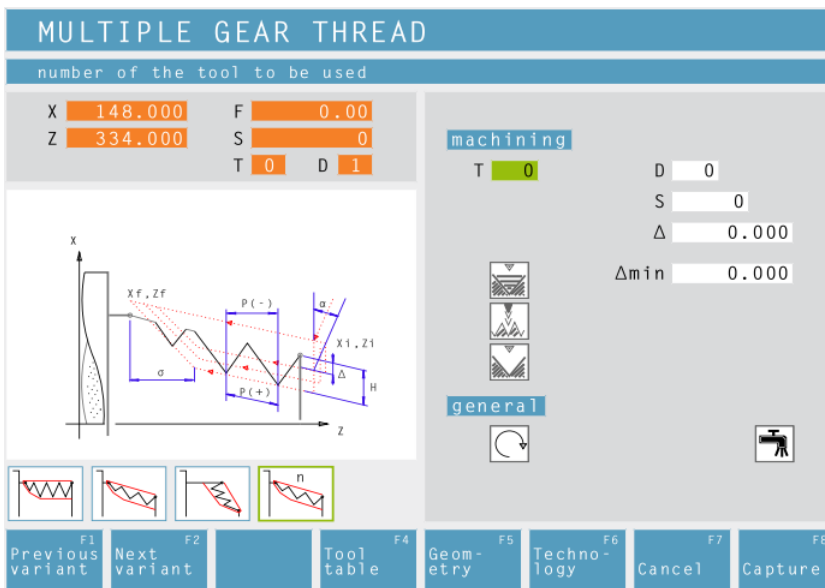 MULTIPLE GEAR THREAD
number of the tool to be used
X 148.000 F 0.00
Z 334.000 S 0
T 0 D 1
machining
T 0 D 0
S 0
Δ 0.000
Δmin 0.000
X
Xf,Zf
P(-)
α
Xi,Zi
σ
Δ
H
P(+)
Z
general
n
F1
Previous
variant
F2
Next
variant
F4
Tool
table
F5
Geom-
etry
F6
Techno-
logy
F7
Cancel
F8
Capture